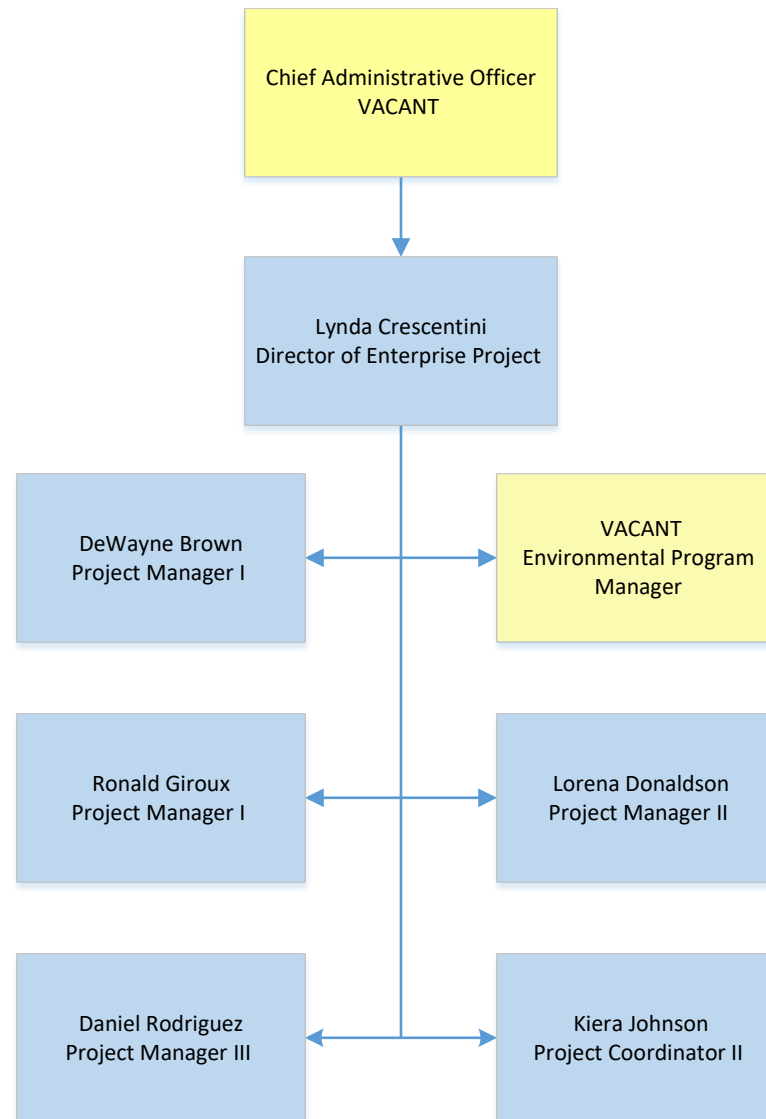 Chief Administrative Officer
VACANT
Lynda Crescentini
Director of Enterprise Project
DeWayne Brown
Project Manager I
VACANT
Environmental Program
Manager
Ronald Giroux
Project Manager I
Lorena Donaldson
Project Manager II
Daniel Rodriguez
Project Manager III
Kiera Johnson
Project Coordinator II